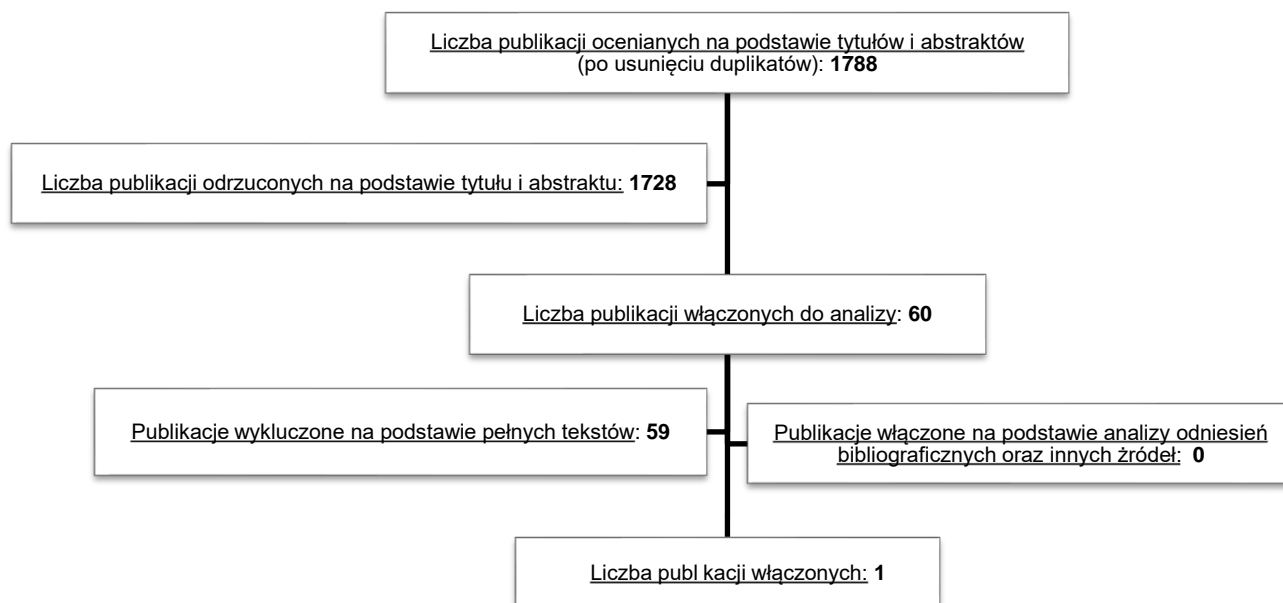 Liczba publikacji ocenianych na podstawie tytułów i abstraktów
(po usunięciu duplikatów): 1788
Liczba publikacji odrzuconych na podstawie tytułu i abstraktu: 1728
Liczba publikacji włączonych do analizy: 60
Publikacje wykluczone na podstawie pełnych tekstów: 59
Publikacje włączone na podstawie analizy odniesień
bibliograficznych oraz innych żródeł: 0
Liczba publ kacji włączonych: 1